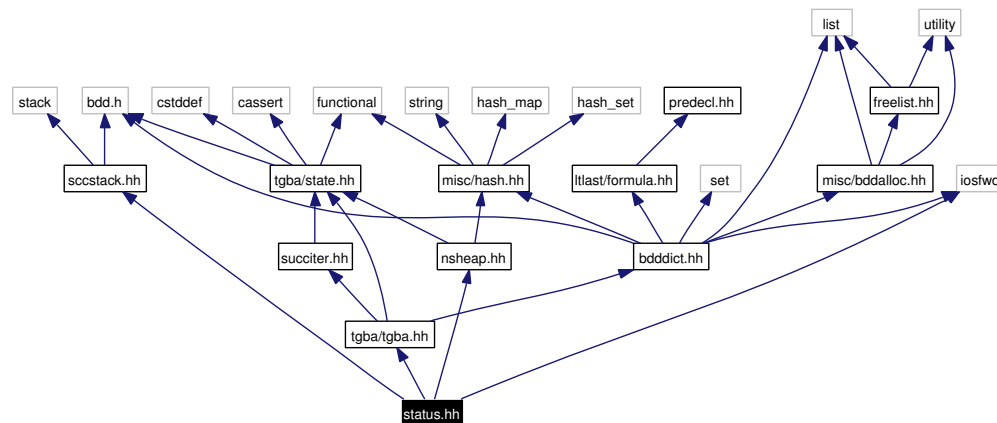 list
utility
stack
bdd.h
cstddef
cassert
functional
string
hash_map
hash_set
predecl.hh
freelist.hh
sccstack.hh
tgba/state.hh
misc/hash.hh
ltlast/formula.hh
set
misc/bddalloc.hh
iosfwd
succiter.hh
nsheap.hh
bdddict.hh
tgba/tgba.hh
status.hh